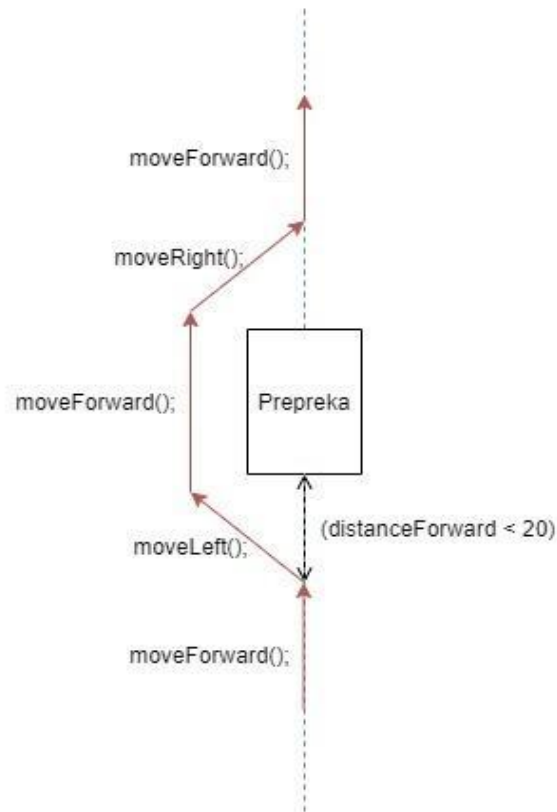 moveForward();
moveRight();
moveForward();
Prepreka
(distanceForward < 20)
moveLeft();
moveForward();